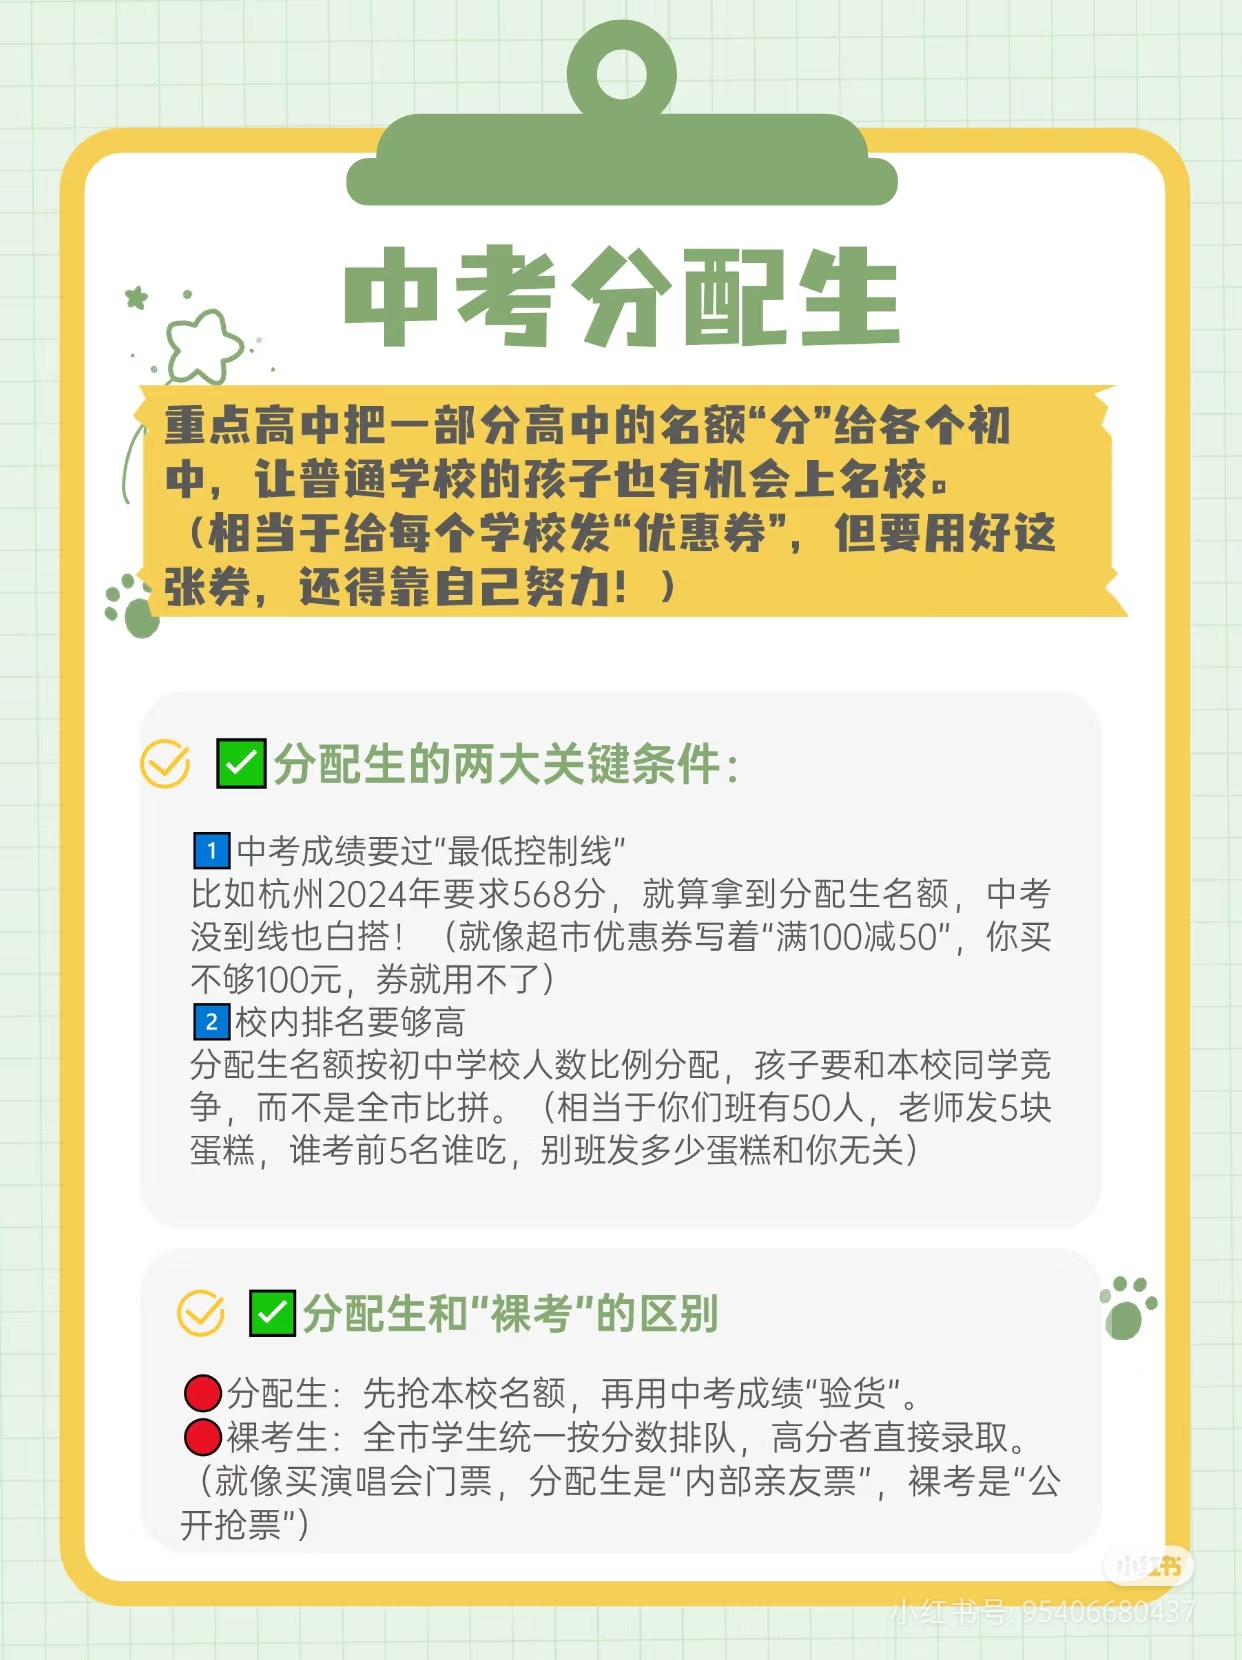 中考分配生
重点高中把一部分高中的名额“分”给各个初
中，让普通学校的孩子也有机会上名校。
（相当于给每个学校发“优惠券”，但要用好这
张券，还得靠自己努力！）
✅分配生的两大关键条件：
1️⃣中考成绩要过“最低控制线”
比如杭州2024年要求568分，就算拿到分配生名额，中考
没到线也白搭！（就像超市优惠券写着“满100减50”，你买
不够100元，券就用不了）
2️⃣校内排名要够高
分配生名额按初中学校人数比例分配，孩子要和本校同学竞
争，而不是全市比拼。（相当于你们班有50人，老师发5块
蛋糕，谁考前5名谁吃，别班发多少蛋糕和你无关）
✅分配生和“裸考”的区别
🔴分配生：先抢本校名额，再用中考成绩“验货”。
🔴裸考生：全市学生统一按分数排队，高分者直接录取。
（就像买演唱会门票，分配生是“内部亲友票”，裸考是“公
开抢票”）
小红书
小红书号: 95406680437